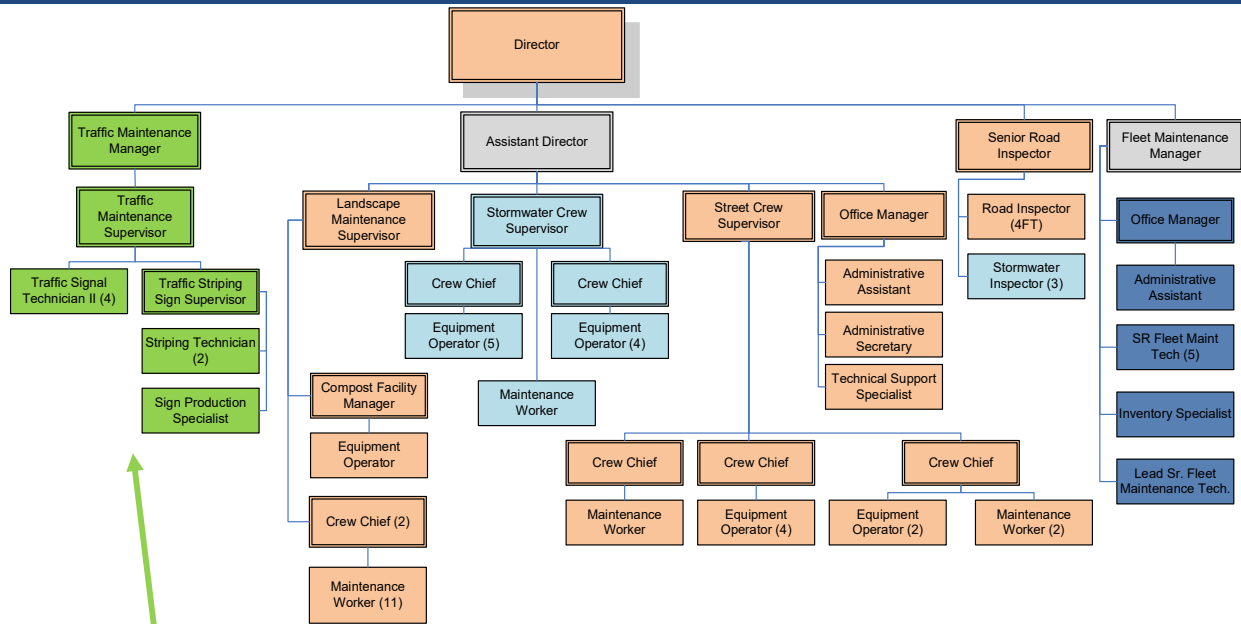 Director
Traffic Maintenance
Manager
Assistant Director
Senior Road
Inspector
Fleet Maintenance
Manager
Traffic
Maintenance
Supervisor
Landscape
Maintenance
Supervisor
Stormwater Crew
Supervisor
Street Crew
Supervisor
Office Manager
Road Inspector
(4FT)
Office Manager
Traffic Signal
Technician II (4)
Traffic Striping
Sign Supervisor
Crew Chief
Crew Chief
Administrative
Assistant
Stormwater
Inspector (3)
Administrative
Assistant
Striping Technician
(2)
Equipment
Operator (5)
Equipment
Operator (4)
Administrative
Secretary
SR Fleet Maint
Tech (5)
Sign Production
Specialist
Compost Facility
Manager
Maintenance
Worker
Technical Support
Specialist
Inventory Specialist
Equipment
Operator
Crew Chief
Crew Chief
Crew Chief
Lead Sr. Fleet
Maintenance Tech.
Crew Chief (2)
Maintenance
Worker
Equipment
Operator (4)
Equipment
Operator (2)
Maintenance
Worker (2)
Maintenance
Worker (11)